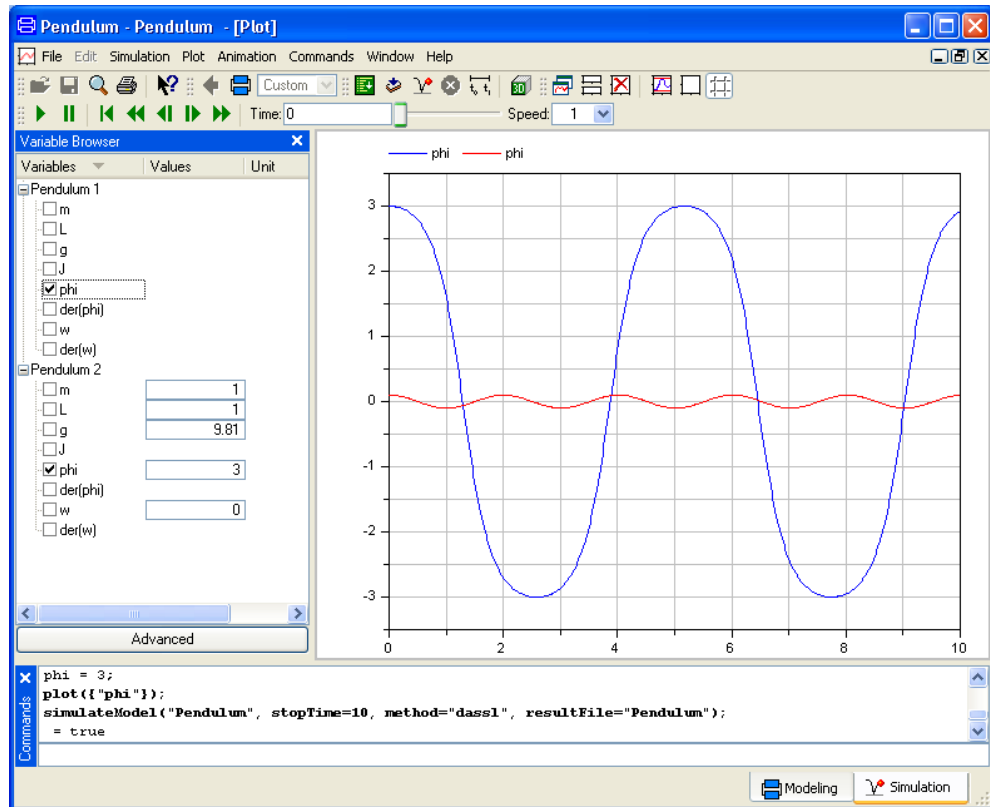 Pendulum - Pendulum - [Plot]
File Edit Simulation Plot Animation Commands Window Help
Custom 3D
Time: 0 Speed: 1
Variable Browser
Variables Values Unit
Pendulum 1
m
L
g
J
phi
der(phi)
w
der(w)
Pendulum 2
m 1
L 1
g 9.81
J
phi 3
der(phi)
w 0
der(w)
Advanced
phi phi
3
2
1
0
-1
-2
-3
0 2 4 6 8 10
Commands
phi = 3;
plot({"phi"});
simulateModel("Pendulum", stopTime=10, method="dassl", resultFile="Pendulum");
= true
Modeling Simulation